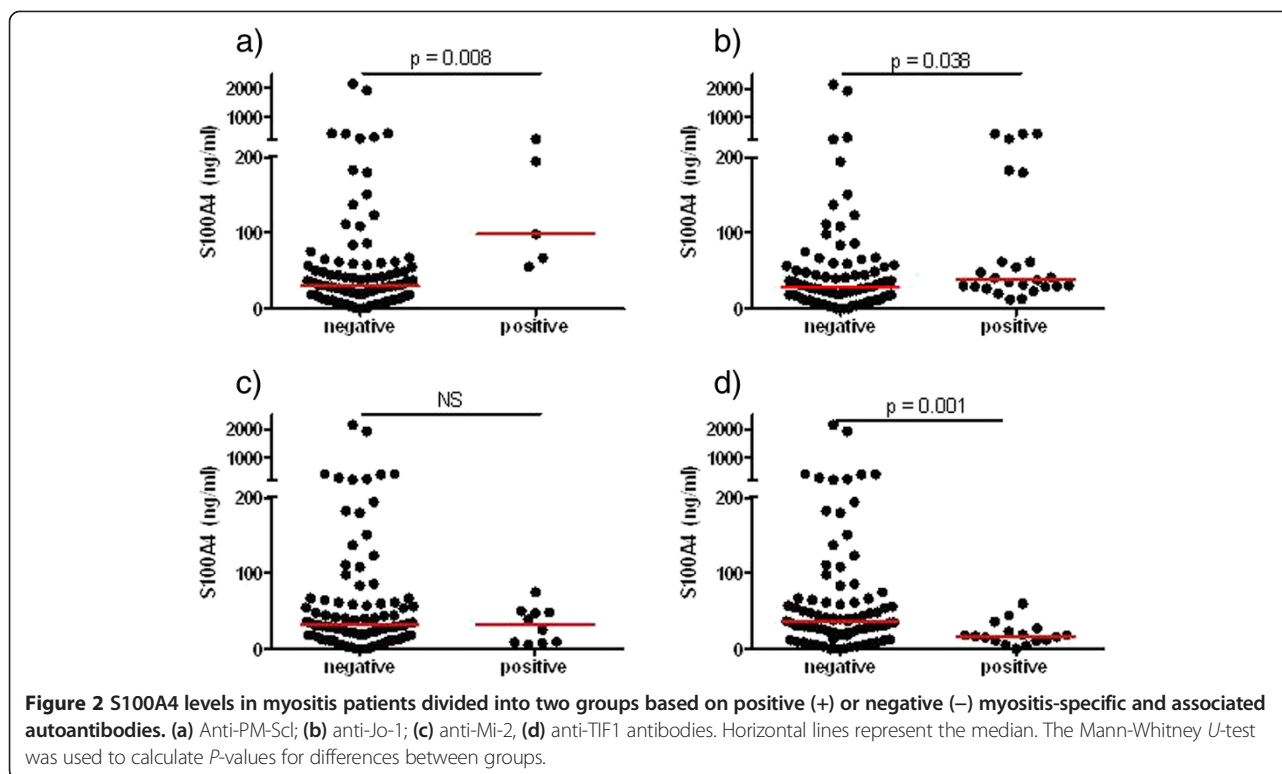 a)
p = 0.008
S100A4 (ng/ml)
2000
1000
200
100
0
negative
positive
b)
p = 0.038
S100A4 (ng/ml)
2000
1000
200
100
0
negative
positive
c)
NS
S100A4 (ng/ml)
2000
1000
200
100
0
negative
positive
d)
p = 0.001
S100A4 (ng/ml)
2000
1000
200
100
0
negative
positive
Figure 2 S100A4 levels in myositis patients divided into two groups based on positive (+) or negative (−) myositis-specific and associated
autoantibodies. (a) Anti-PM-Scl; (b) anti-Jo-1; (c) anti-Mi-2, (d) anti-TIF1 antibodies. Horizontal lines represent the median. The Mann-Whitney U-test
was used to calculate P-values for differences between groups.